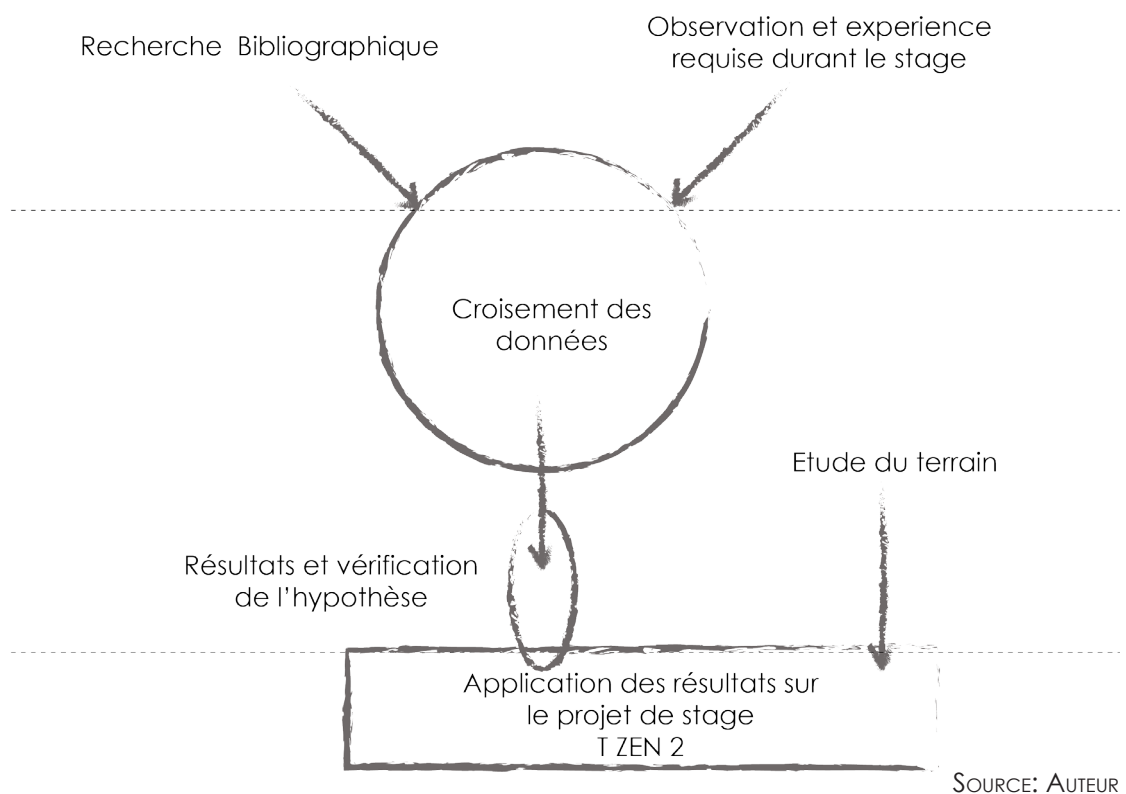 Recherche Bibliographique
Observation et experience
requise durant le stage
Croisement des
données
Etude du terrain
Résultats et vérification
de l'hypothèse
Application des résultats sur
le projet de stage
T ZEN 2
Source: Auteur